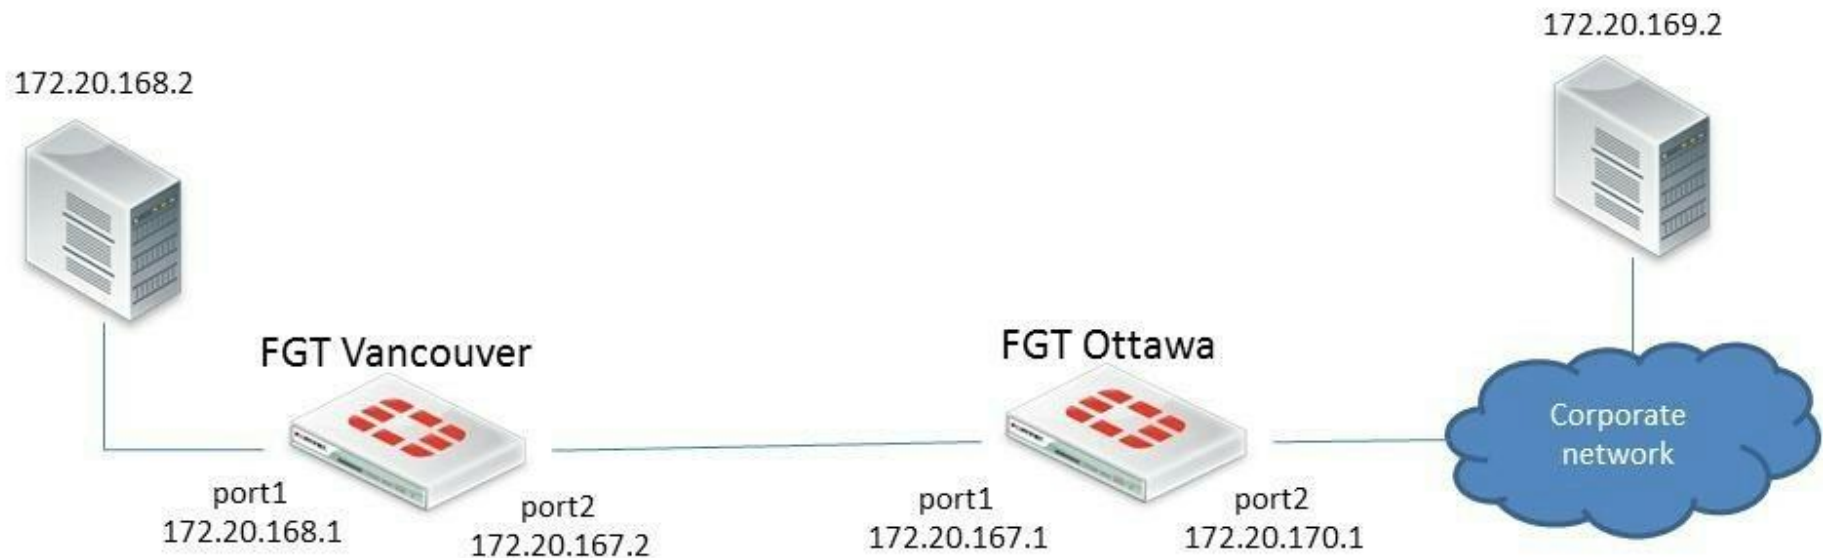 172.20.169.2
172.20.168.2
FGT Vancouver
FGT Ottawa
Corporate
network
port1
172.20.168.1
port2
172.20.167.2
port1
172.20.167.1
port2
172.20.170.1